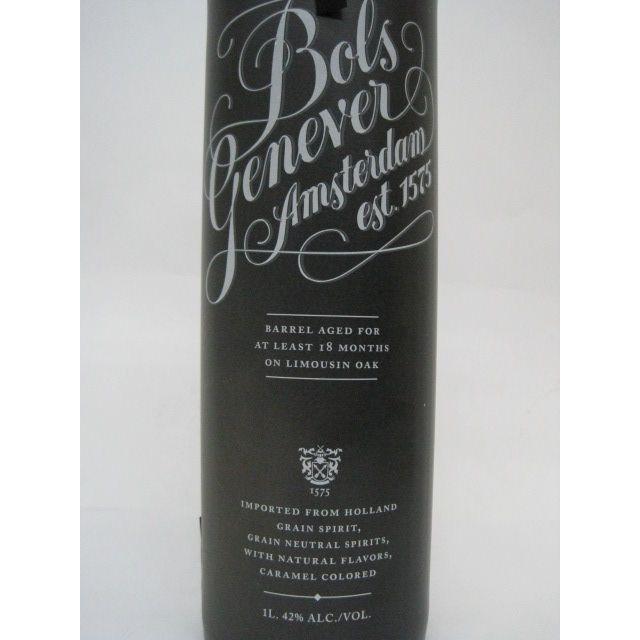 Bols
Genever
Amsterdam
est. 1575
BARREL AGED FOR
AT LEAST 18 MONTHS
ON LIMOUSIN OAK
1575
IMPORTED FROM HOLLAND
GRAIN SPIRIT,
GRAIN NEUTRAL SPIRITS,
WITH NATURAL FLAVORS,
CARAMEL COLORED
1L. 42% ALC./VOL.